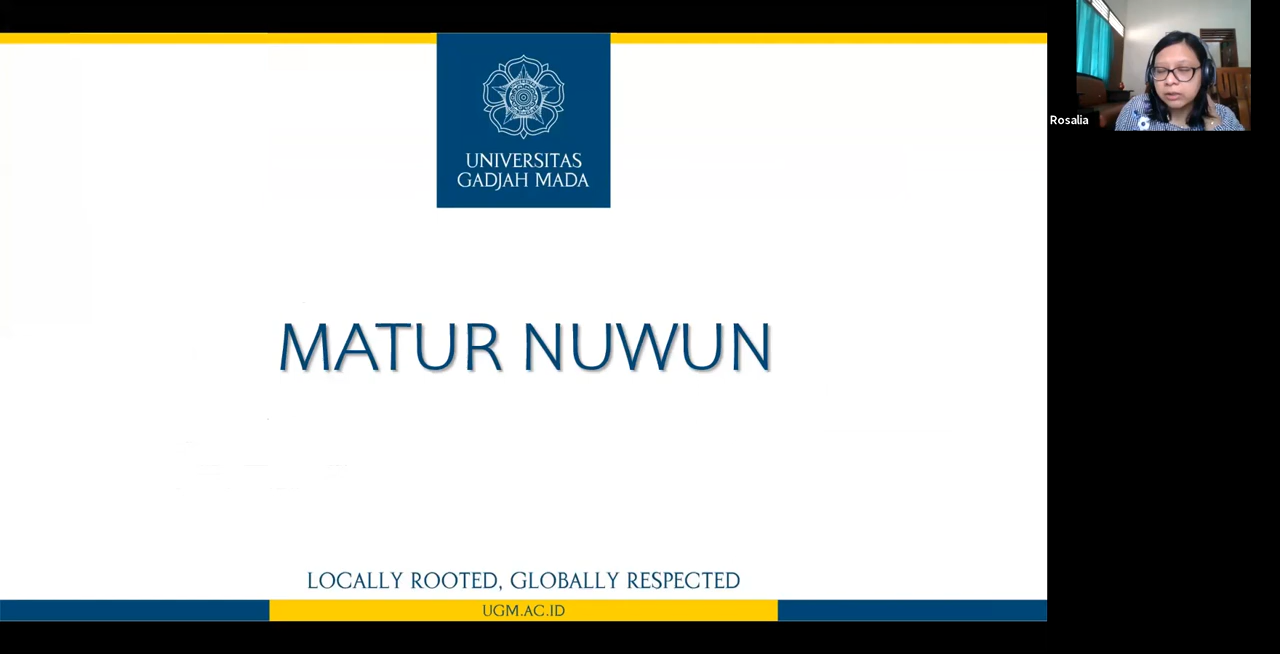 UNIVERSITAS
GADJAH MADA
Rosalia
MATUR NUWUN
LOCALLY ROOTED, GLOBALLY RESPECTED
UGM.AC.ID